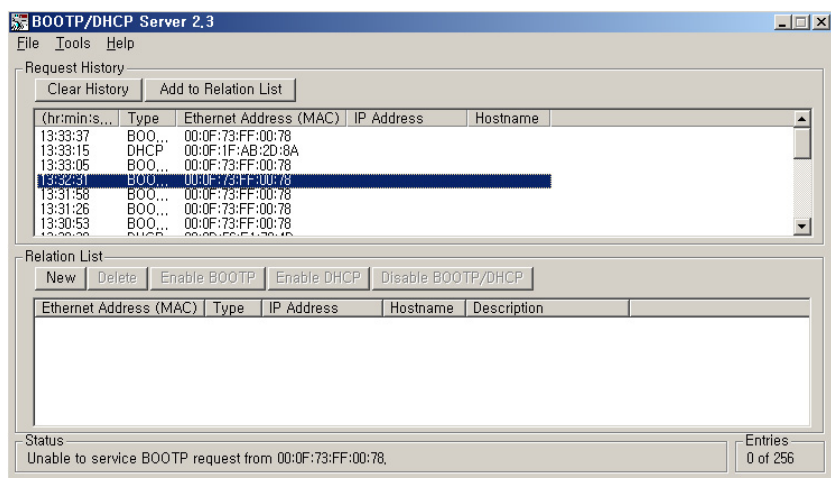 BOOTP/DHCP Server 2,3
File Tools Help
Request History
Clear History Add to Relation List
(hr:min:s... Type Ethernet Address (MAC) IP Address Hostname
13:33:37 BOO... 00:0F:73:FF:00:78
13:33:15 DHCP 00:0F:1F:AB:2D:8A
13:33:05 BOO... 00:0F:73:FF:00:78
13:32:31 BOO... 00:0F:73:FF:00:78
13:31:58 BOO... 00:0F:73:FF:00:78
13:31:26 BOO... 00:0F:73:FF:00:78
13:30:53 BOO... 00:0F:73:FF:00:78
DHCP
Relation List
New Delete Enable BOOTP Enable DHCP Disable BOOTP/DHCP
Ethernet Address (MAC) Type IP Address Hostname Description
Status
Unable to service BOOTP request from 00:0F:73:FF:00:78,
Entries
0 of 256